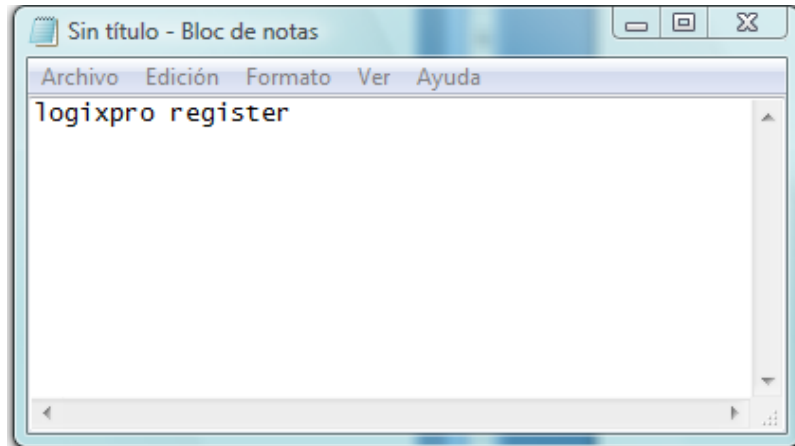 Sin título - Bloc de notas
Archivo Edición Formato Ver Ayuda
logixpro register